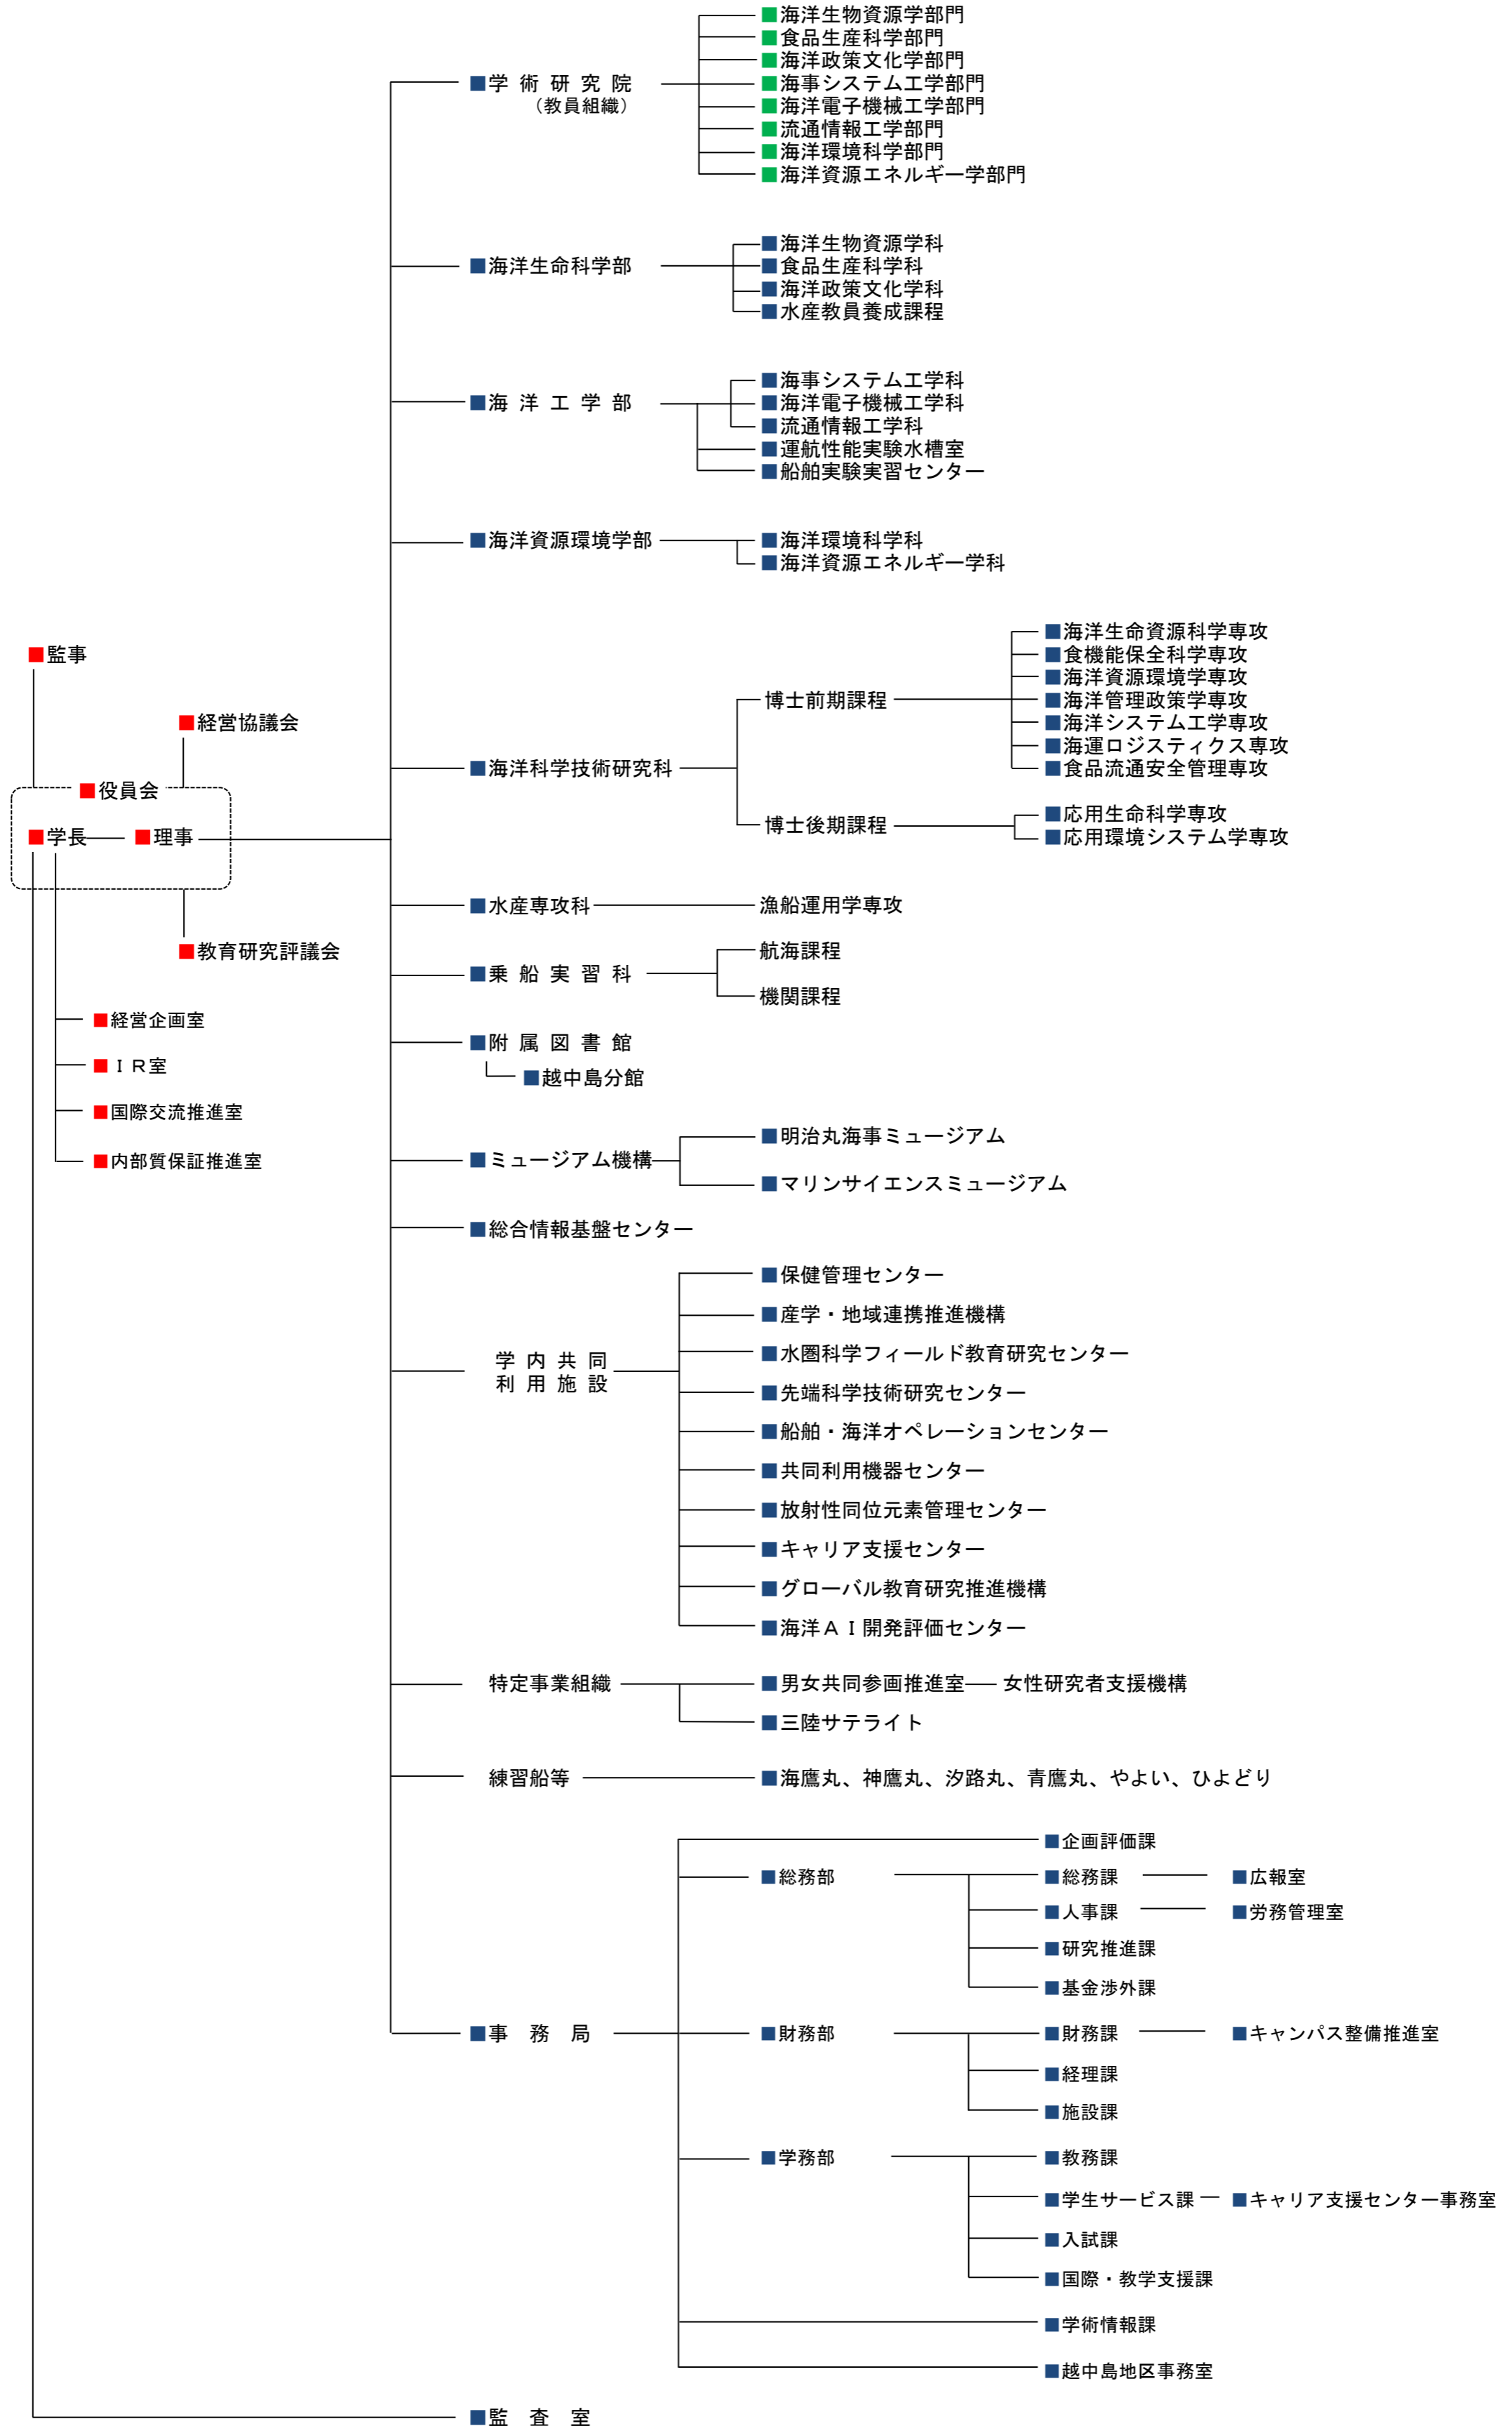 ■海洋生物資源学部門
■食品生産科学部門
■海洋政策文化学部門
■学術研究院
■海事システム工学部門
（教員組織）
■海洋電子機械工学部門
■流通情報工学部門
■海洋環境科学部門
■海洋資源エネルギー学部門
■海洋生物資源学科
■海洋生命科学部
■食品生産科学科
■海洋政策文化学科
■水産教員養成課程
■海事システム工学科
■海洋工学部
■海洋電子機械工学科
■流通情報工学科
■運航性能実験水槽室
■船舶実験実習センター
■海洋資源環境学部
■海洋環境科学科
■海洋資源エネルギー学科
■監事
■経営協議会
■役員会
■学長
■理事
■教育研究評議会
■経営企画室
■ＩＲ室
■国際交流推進室
■内部質保証推進室
■海洋科学技術研究科
博士前期課程
■海洋生命資源科学専攻
■食機能保全科学専攻
■海洋資源環境学専攻
■海洋管理政策学専攻
■海洋システム工学専攻
■海運ロジスティクス専攻
■食品流通安全管理専攻
博士後期課程
■応用生命科学専攻
■応用環境システム学専攻
■水産専攻科
漁船運用学専攻
■乗船実習科
航海課程
機関課程
■附属図書館
■越中島分館
■ミュージアム機構
■明治丸海事ミュージアム
■マリンサイエンスミュージアム
■総合情報基盤センター
学内共同
利用施設
■保健管理センター
■産学・地域連携推進機構
■水圏科学フィールド教育研究センター
■先端科学技術研究センター
■船舶・海洋オペレーションセンター
■共同利用機器センター
■放射性同位元素管理センター
■キャリア支援センター
■グローバル教育研究推進機構
■海洋ＡＩ開発評価センター
特定事業組織
■男女共同参画推進室
女性研究者支援機構
■三陸サテライト
練習船等
■海鷹丸、神鷹丸、汐路丸、青鷹丸、やよい、ひよどり
■事務局
■企画評価課
■総務部
■総務課
■広報室
■人事課
■労務管理室
■研究推進課
■基金渉外課
■財務部
■財務課
■キャンパス整備推進室
■経理課
■施設課
■学務部
■教務課
■学生サービス課
■キャリア支援センター事務室
■入試課
■国際・教学支援課
■学術情報課
■越中島地区事務室
■監査室